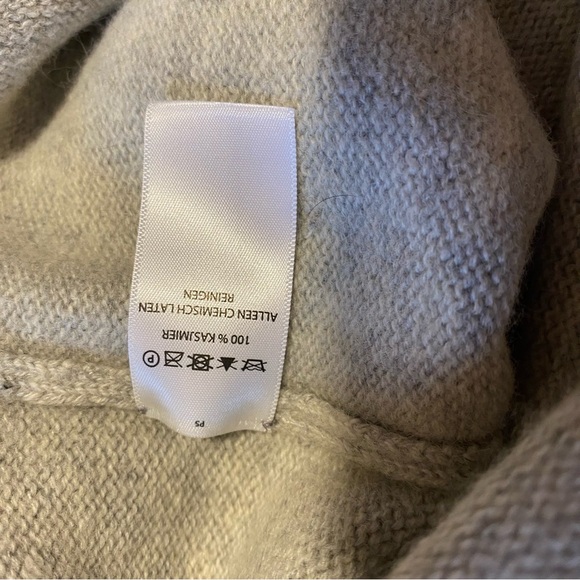 PS
P
100 % KASJMIER
ALLEEN CHEMISCH LATEN
REINIGEN